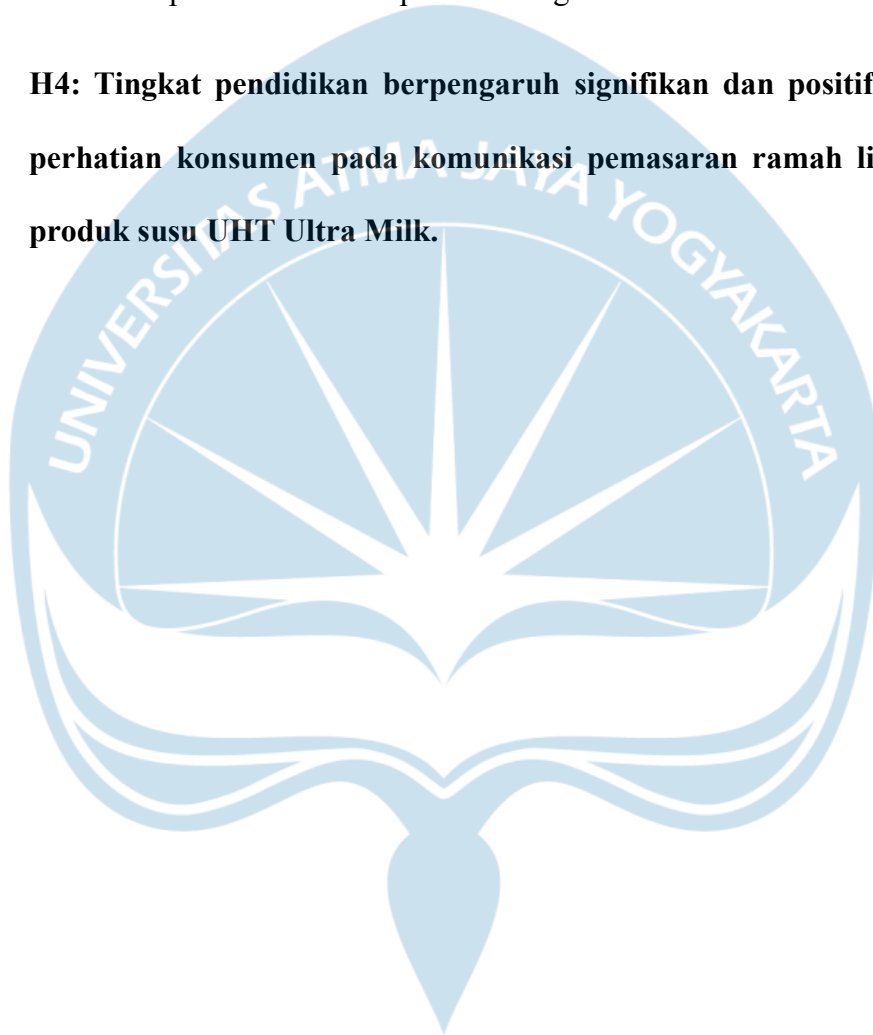 H4: Tingkat pendidikan berpengaruh signifikan dan positif
perhatian konsumen pada komunikasi pemasaran ramah li
produk susu UHT Ultra Milk.
UNIVERSITAS ATMA JAYA YOGYAKARTA